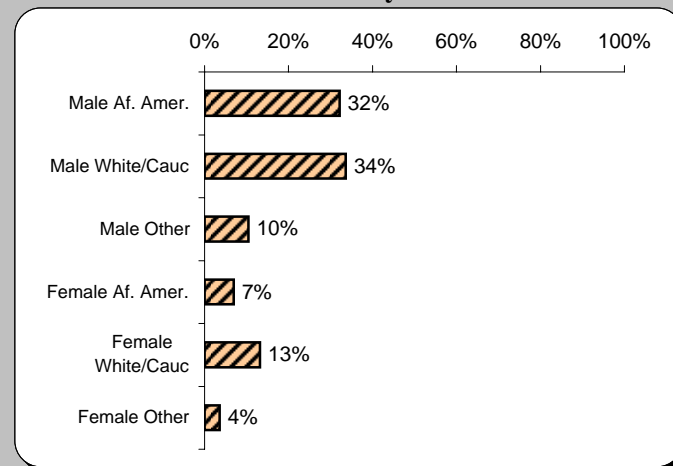 0% 20% 40% 60% 80% 100%
Male Af. Amer. 32%
Male White/Cauc 34%
Male Other 10%
Female Af. Amer. 7%
Female
White/Cauc 13%
Female Other 4%